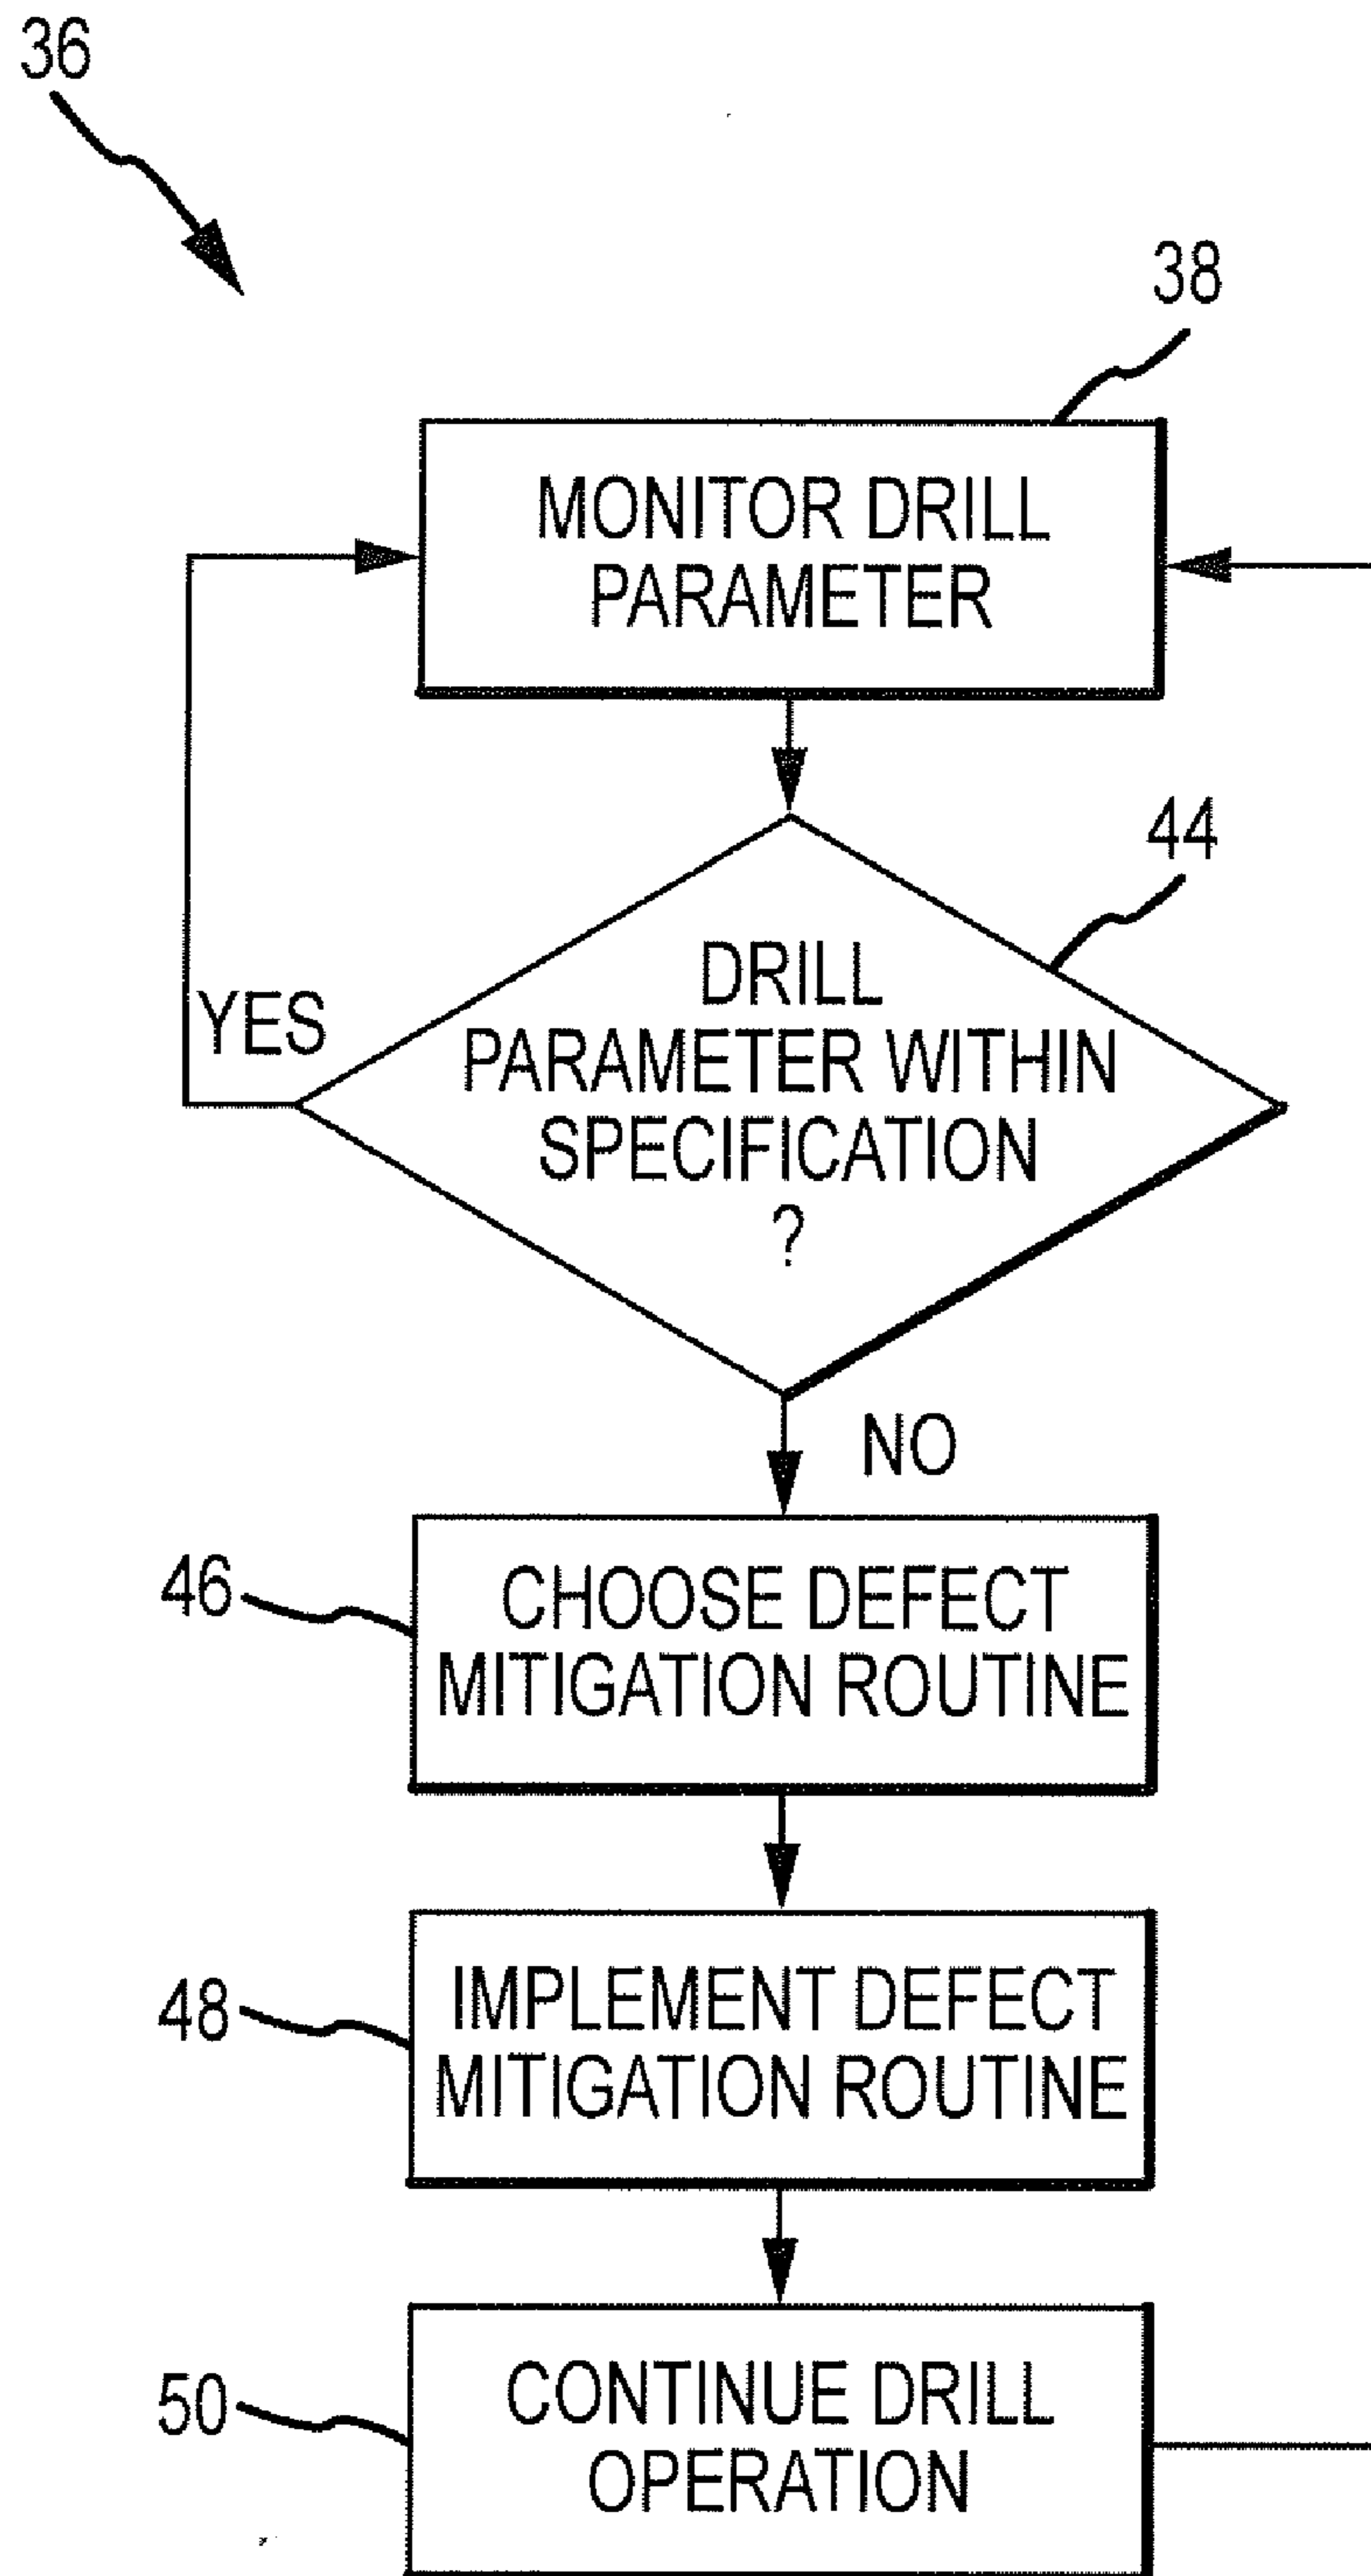 36
38
MONITOR DRILL
PARAMETER
44
DRILL
PARAMETER WITHIN
SPECIFICATION
?
YES
NO
46
CHOOSE DEFECT
MITIGATION ROUTINE
48
IMPLEMENT DEFECT
MITIGATION ROUTINE
50
CONTINUE DRILL
OPERATION